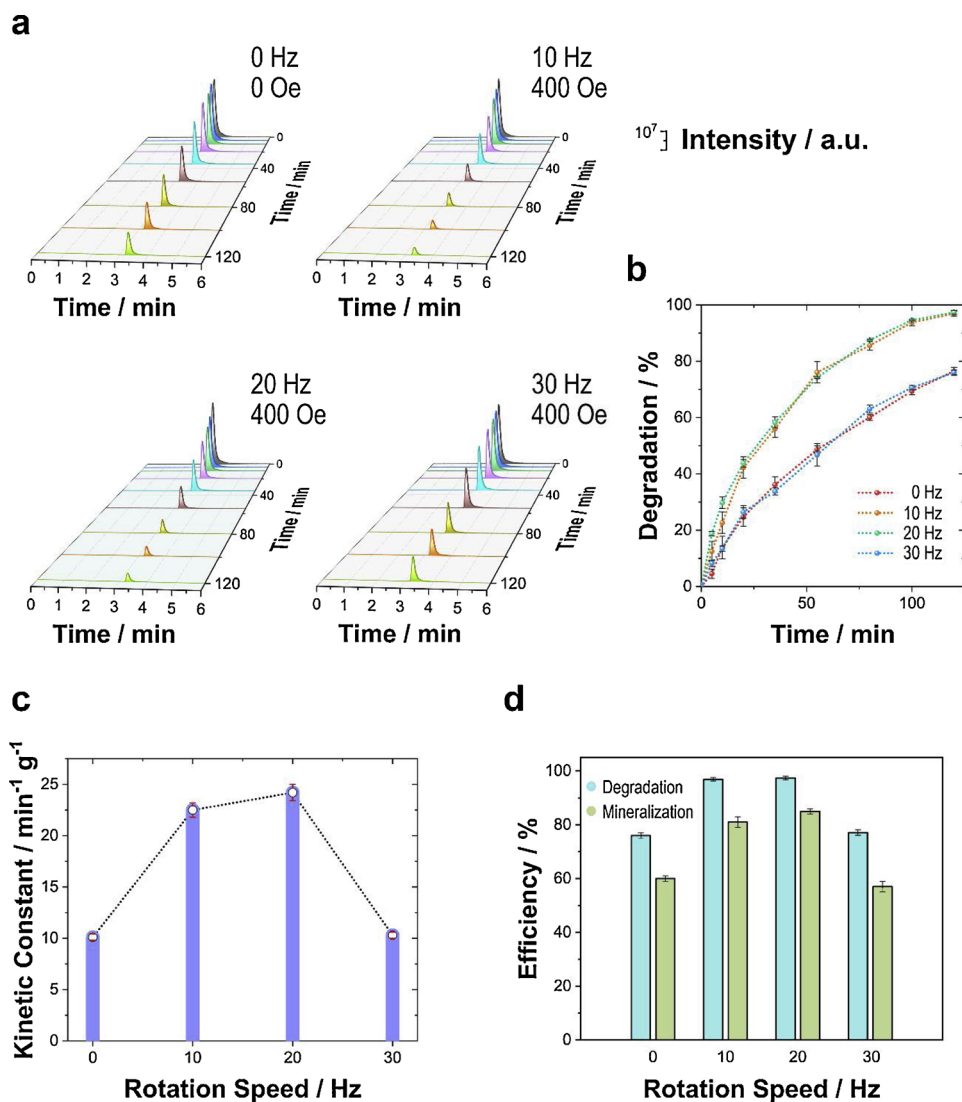 a
0 Hz
0 Oe
0
40
80
120
Time / min
0 1 2 3 4 5 6
Time / min
10 Hz
400 Oe
0
40
80
120
Time / min
0 1 2 3 4 5 6
Time / min
10⁷ Intensity / a.u.
20 Hz
400 Oe
0
40
80
120
Time / min
0 1 2 3 4 5 6
Time / min
30 Hz
400 Oe
0
40
80
120
Time / min
0 1 2 3 4 5 6
Time / min
b
Degradation / %
100
80
60
40
20
0
0 Hz
10 Hz
20 Hz
30 Hz
0 50 100
Time / min
c
Kinetic Constant / min⁻¹ g⁻¹
25
20
15
10
5
0
0 10 20 30
Rotation Speed / Hz
d
Efficiency / %
100
80
60
40
20
0
Degradation
Mineralization
0 10 20 30
Rotation Speed / Hz